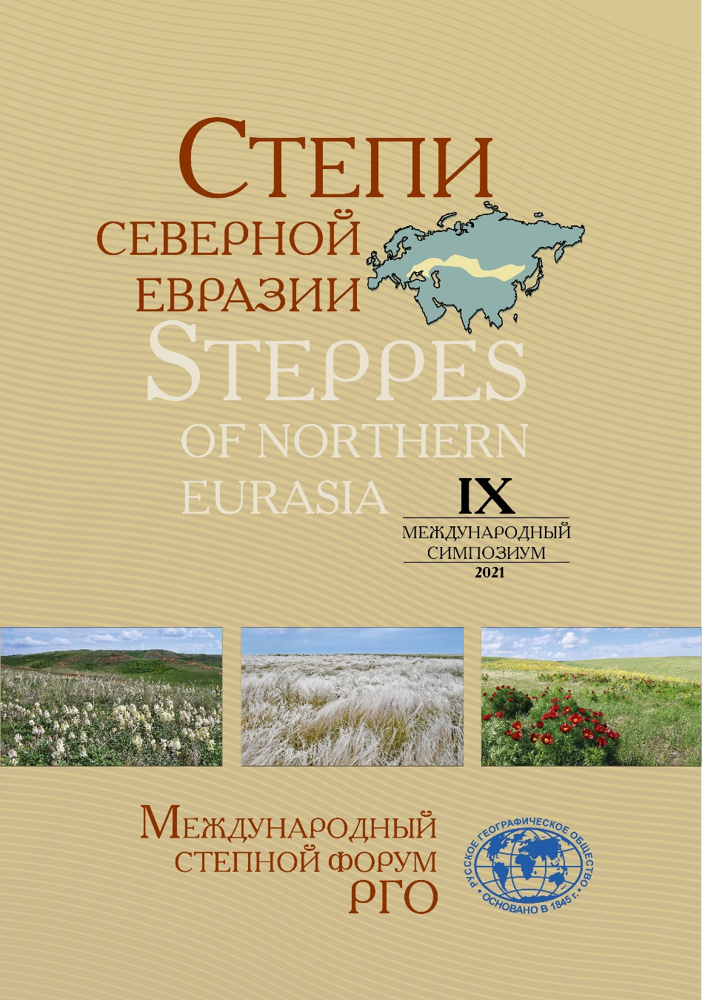 Степи
северной
Евразии
Steppes
of Northern
Eurasia
IX
Международный
симпозиум
2021
Международный
степной форум
РГО
РУССКОЕ ГЕОГРАФИЧЕСКОЕ ОБЩЕСТВО
• ОСНОВАНО В 1845 г. •